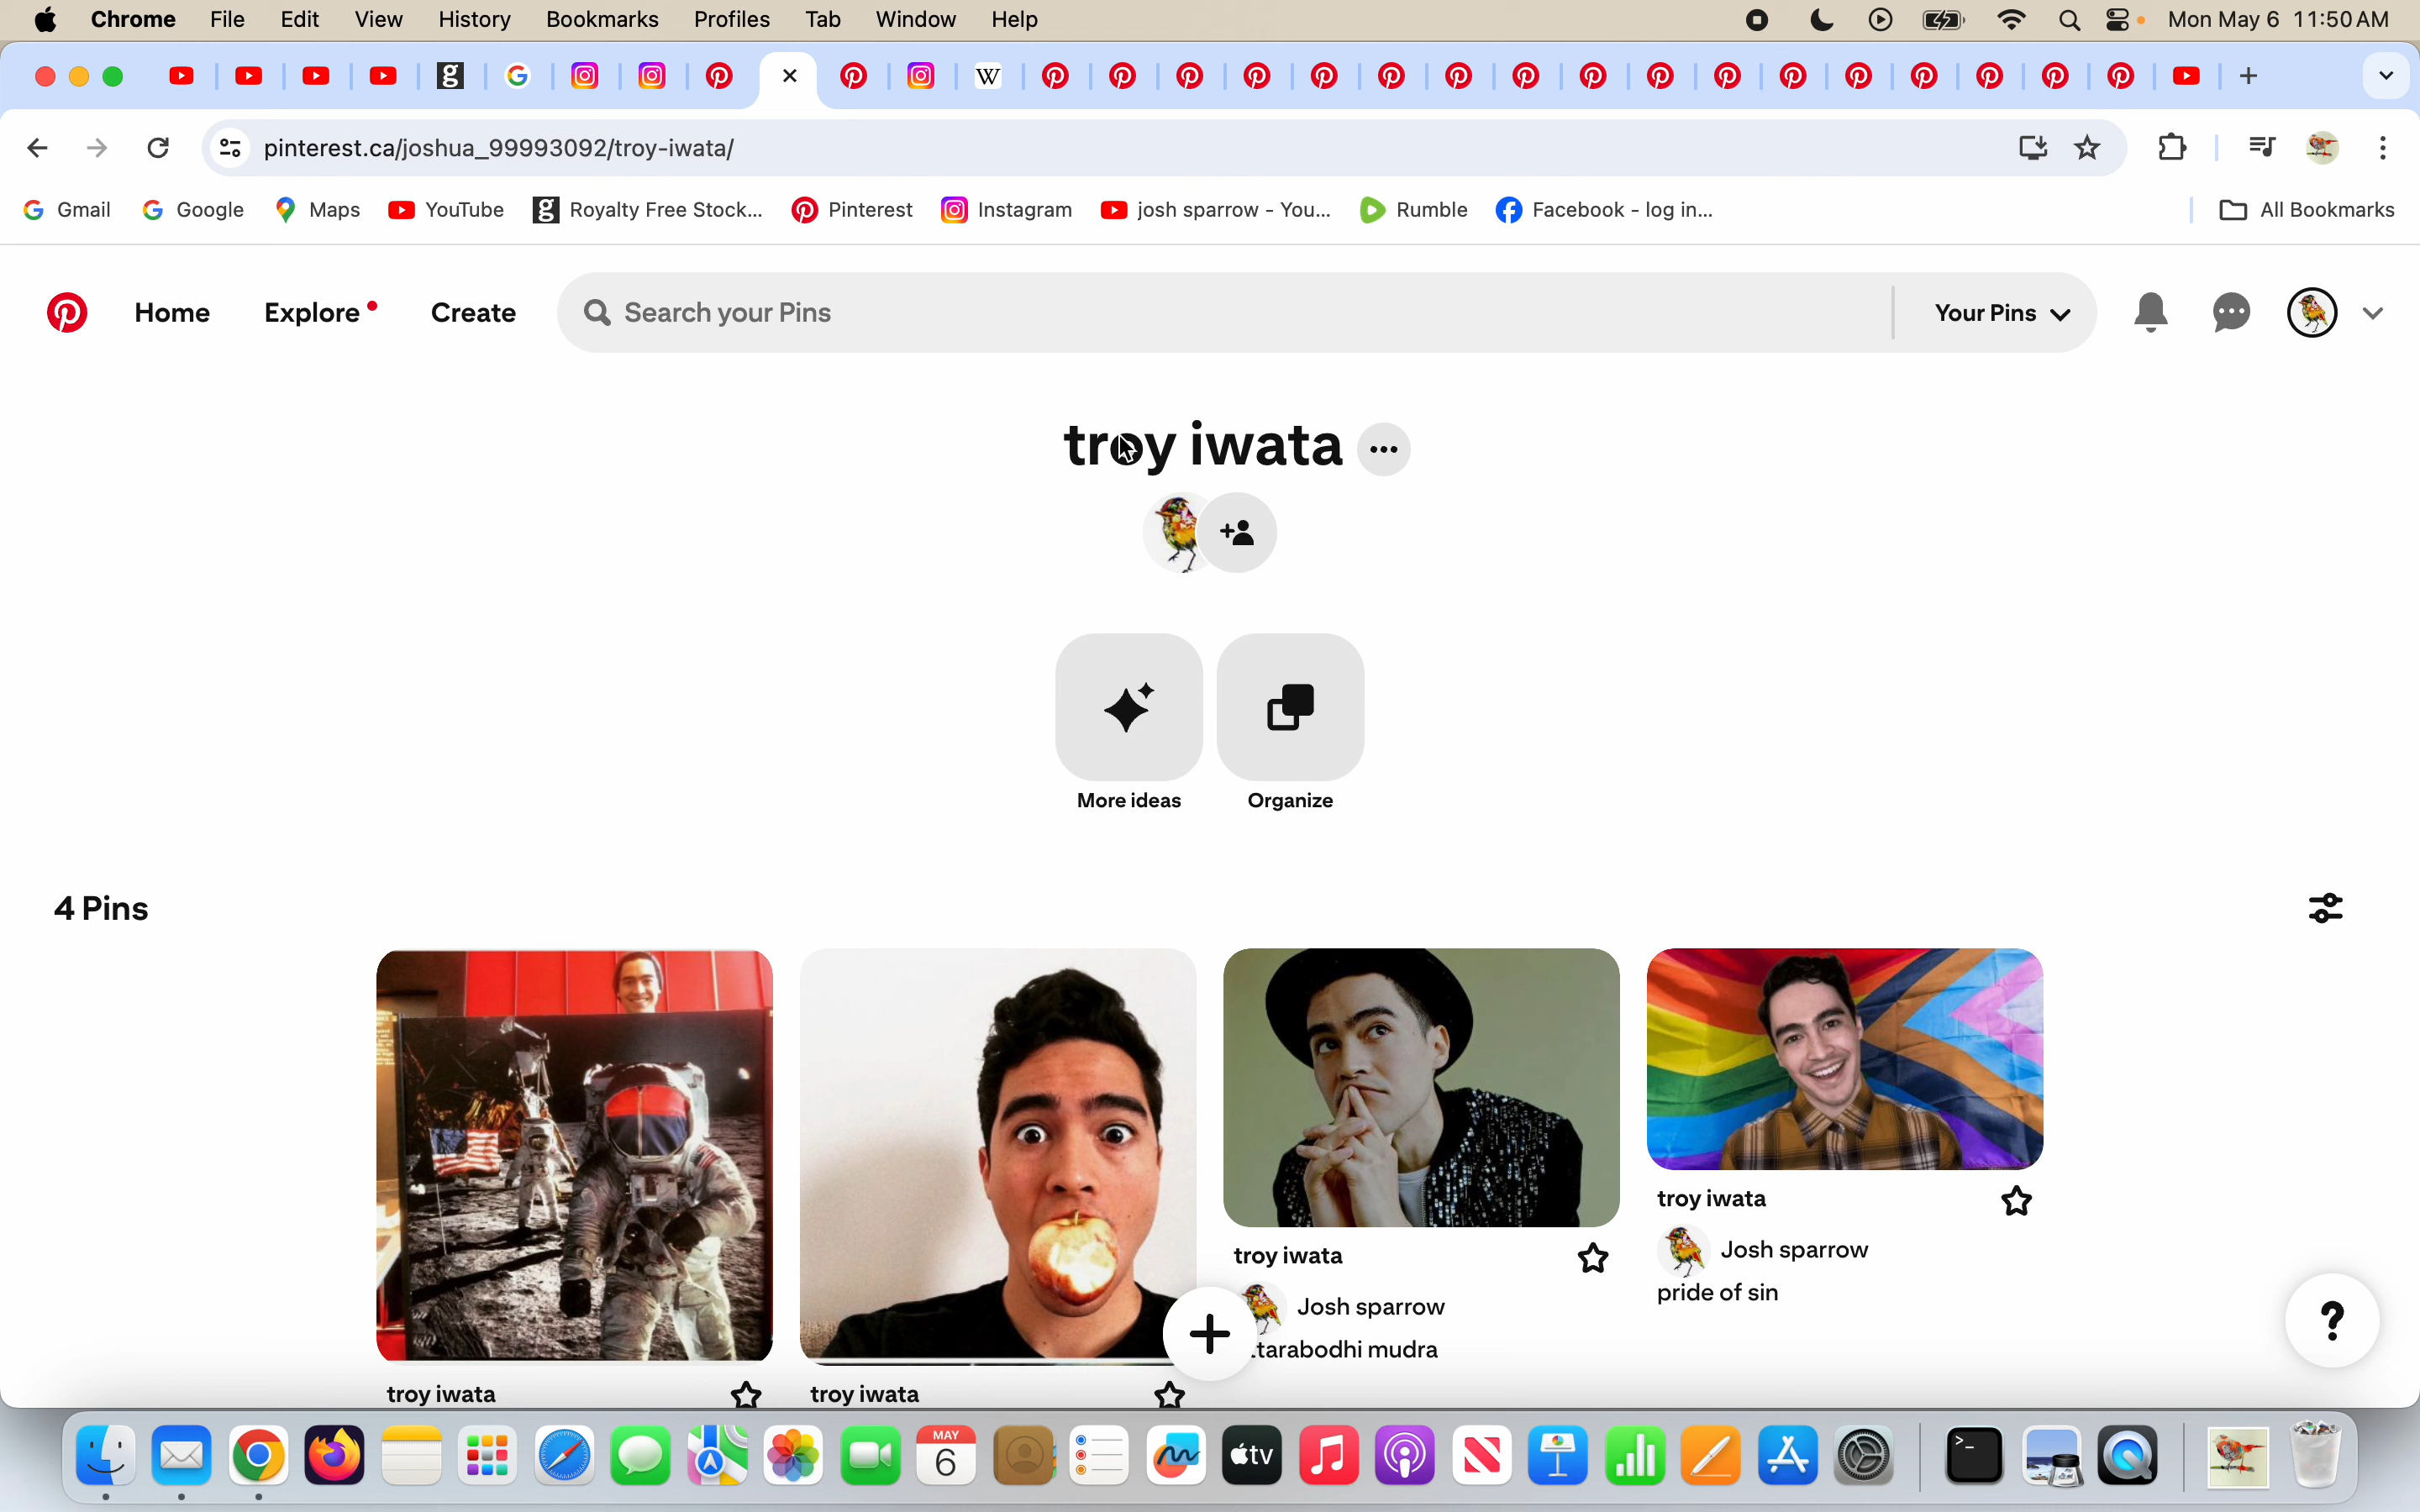 Chrome File Edit View History Bookmarks Profiles Tab Window Help Mon May 6 11:50 AM
pinterest.ca/joshua_99993092/troy-iwata/
Gmail Google Maps YouTube Royalty Free Stock... Pinterest Instagram josh sparrow - You... Rumble Facebook - log in... All Bookmarks
Home Explore Create Search your Pins Your Pins
troy iwata
More ideas Organize
4 Pins
troy iwata
Josh sparrow
pride of sin
troy iwata
Josh sparrow
tarabodhi mudra
troy iwata troy iwata
MAY
6
tv